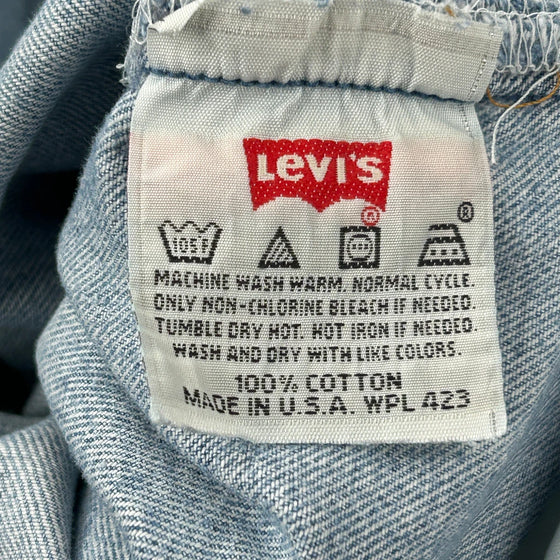 Levi's
®
®
105F
MACHINE WASH WARM. NORMAL CYCLE.
ONLY NON-CHLORINE BLEACH IF NEEDED.
TUMBLE DRY HOT. HOT IRON IF NEEDED.
WASH AND DRY WITH LIKE COLORS.
100% COTTON
MADE IN U.S.A. WPL 423